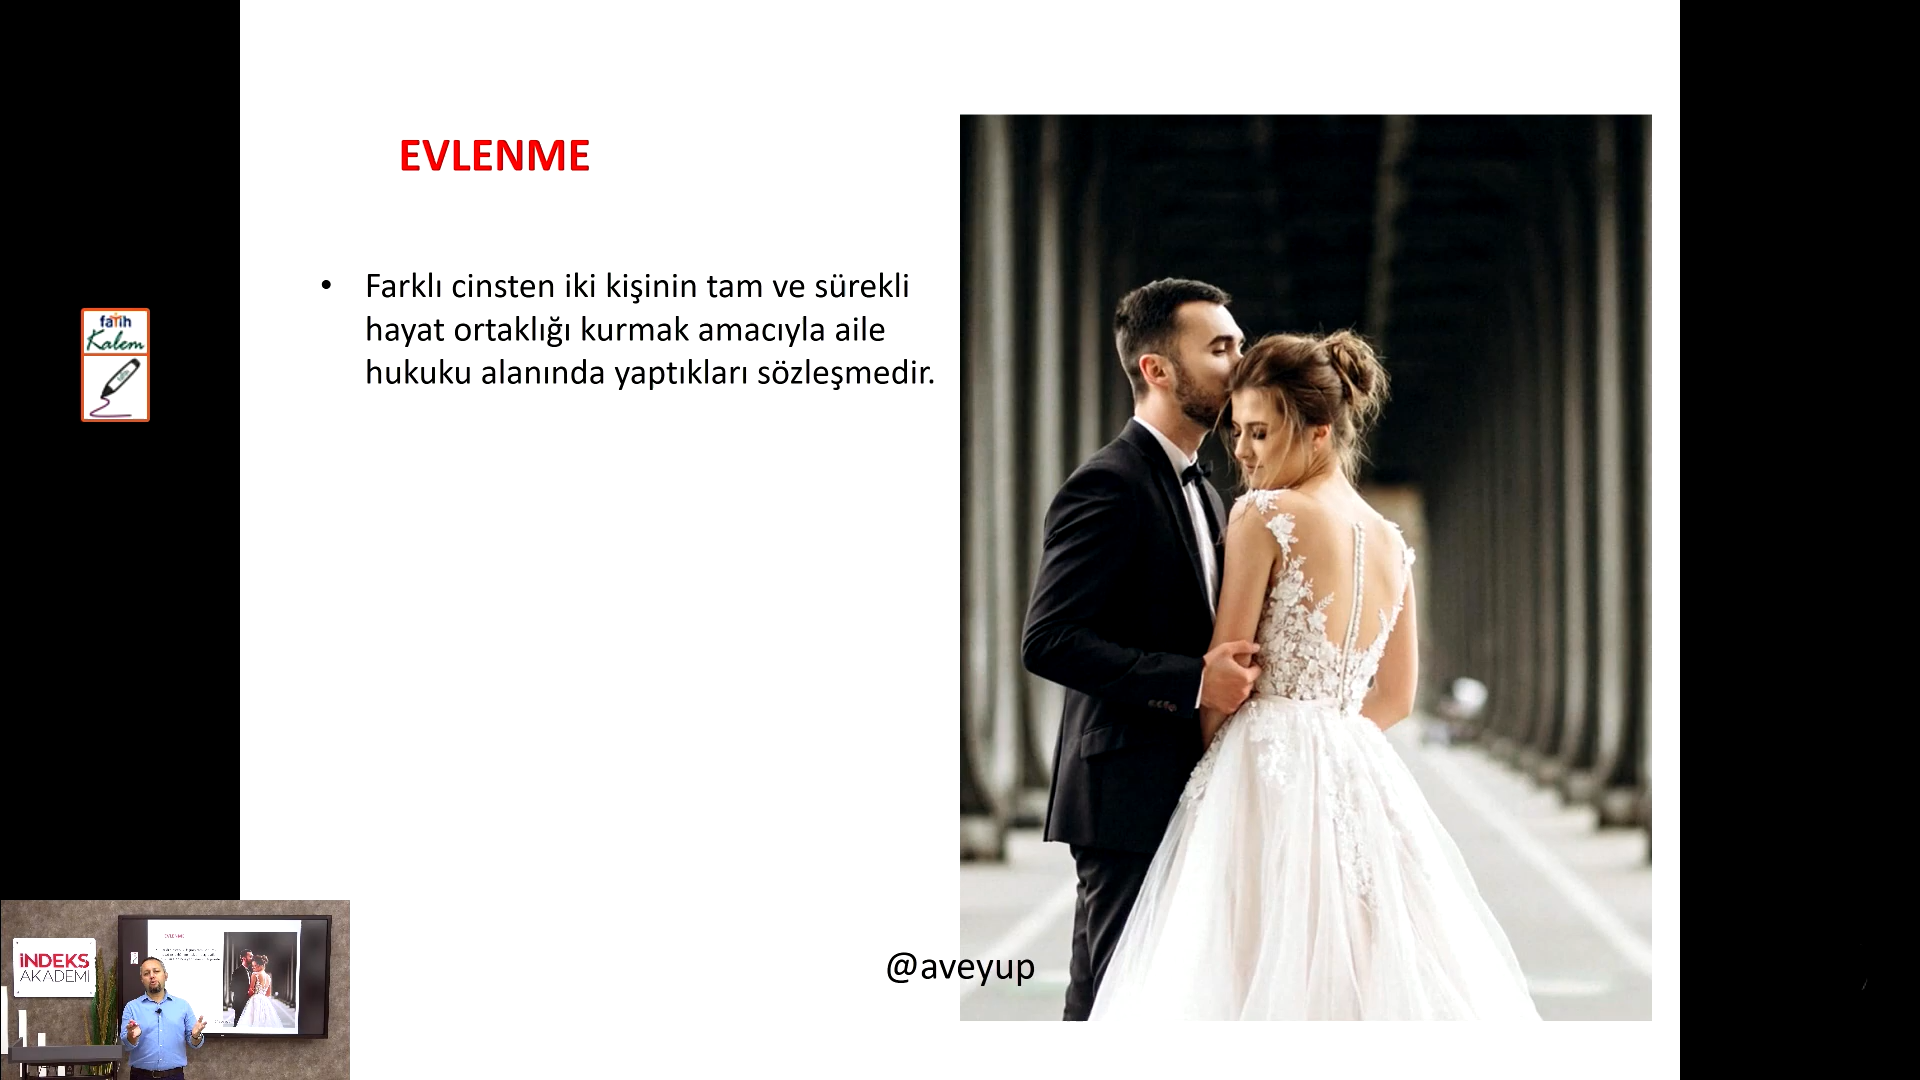 EVLENME
• Farklı cinsten iki kişinin tam ve sürekli
hayat ortaklığı kurmak amacıyla aile
hukuku alanında yaptıkları sözleşmedir.
fatih
Kalem
@aveyup
İNDEKS
AKADEMİ
EVLENME